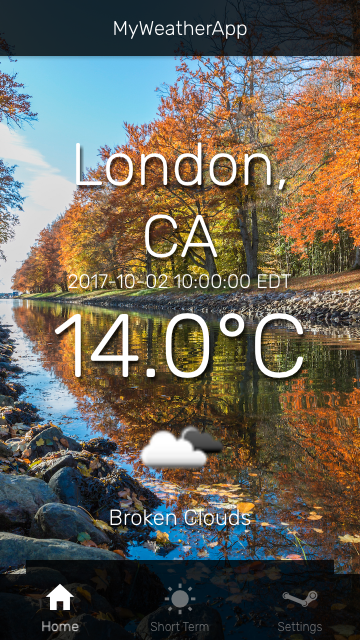 MyWeatherApp
London,
CA
2017-10-02 10:00:00 EDT
14.0°C
Broken Clouds
Home
Short Term
Settings